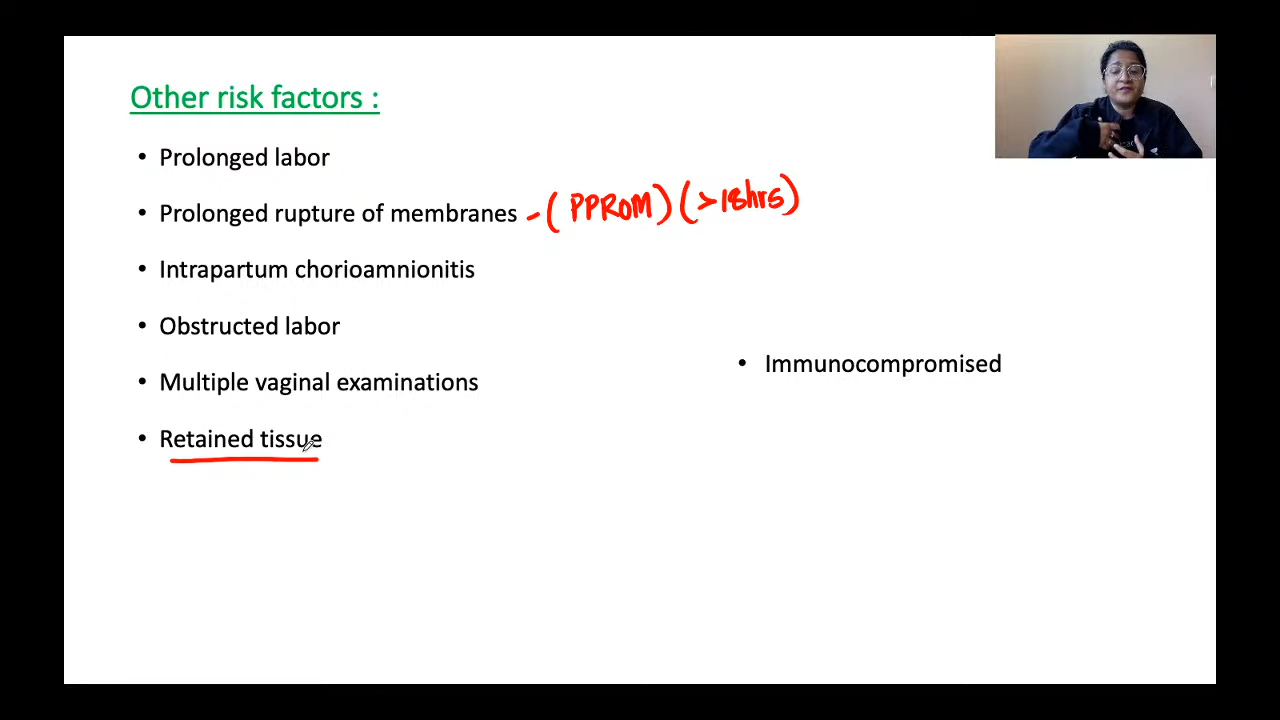 Other risk factors :
• Prolonged labor
• Prolonged rupture of membranes - (PPROM) (>18hrs)
• Intrapartum chorioamnionitis
• Obstructed labor
• Multiple vaginal examinations
• Retained tissue
• Immunocompromised